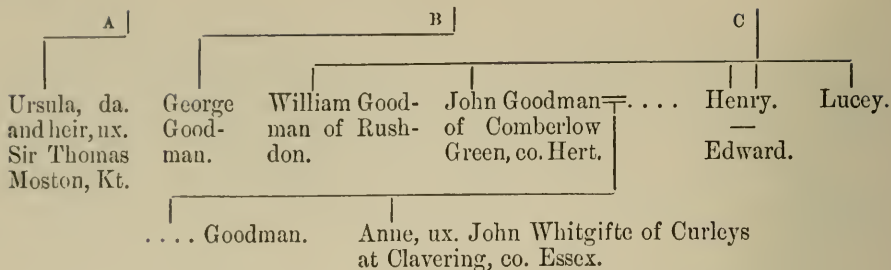 A B C
Ursula, da.
and heir, ux.
Sir Thomas
Moston, Kt.
George
Good-
man.
William Good-
man of Rush-
don.
John Goodman=....
of Comberlow
Green, co. Hert.
Henry.
—
Edward.
Lucey.
.... Goodman.
Anne, ux. John Whitgifte of Curleys
at Clavering, co. Essex.